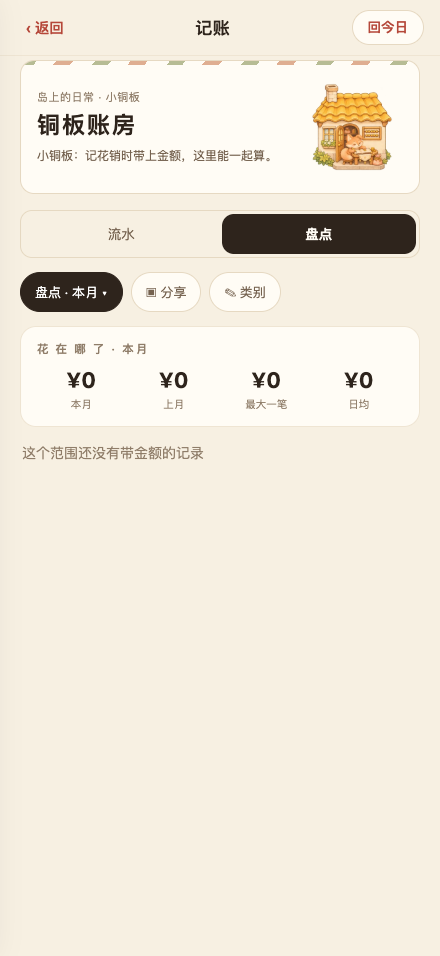 ‹ 返回
记账
回今日
岛上的日常 · 小铜板
铜板账房
小铜板：记花销时带上金额，这里能一起算。
流水
盘点
盘点 · 本月 ▾
▣ 分享
✎ 类别
花在哪了 · 本月
¥0
¥0
¥0
¥0
本月
上月
最大一笔
日均
这个范围还没有带金额的记录